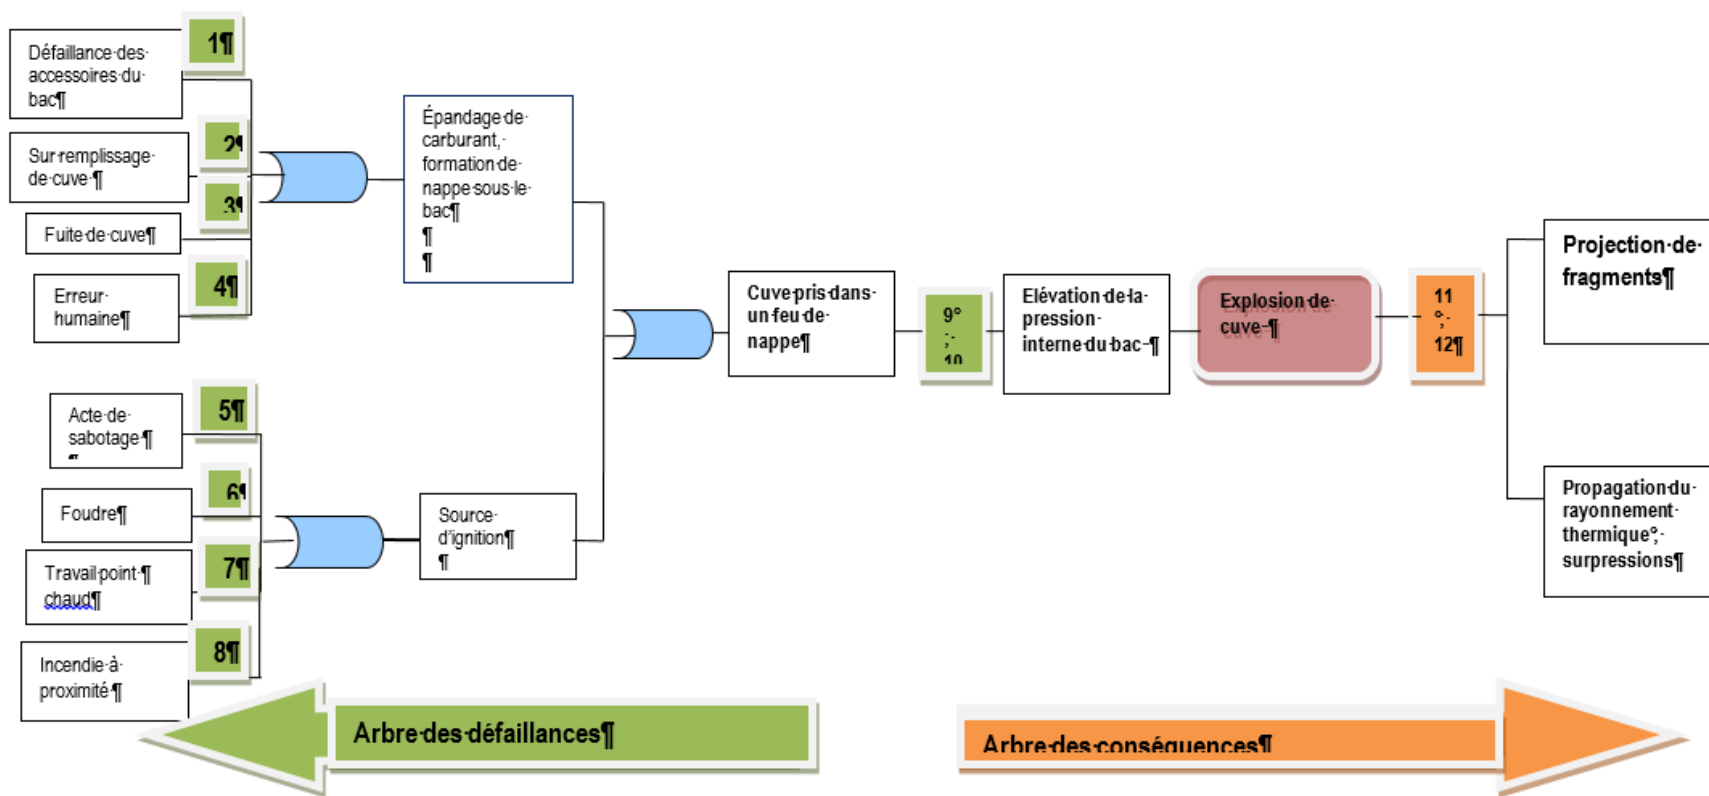 Défaillance des
accessoires du
bac¶
1¶
Sur remplissage
de cuve ¶
2¶
3¶
Fuite de cuve¶
Erreur
humaine¶
4¶
Épandage de
carburant,
formation de
nappe sous le
bac¶
¶
¶
Acte de
sabotage ¶
¶
5¶
Foudre¶
6¶
Travail point ¶
chaud¶
7¶
Incendie à
proximité ¶
8¶
Source
d'ignition¶
¶
Cuve pris dans
un feu de
nappe¶
9°
;
10
Elévation de la
pression
interne du bac ¶
Explosion de
cuve ¶
11
°;
12¶
Projection de
fragments¶
Propagation du
rayonnement
thermique°;
surpressions¶
Arbre des défaillances¶
Arbre des conséquences¶